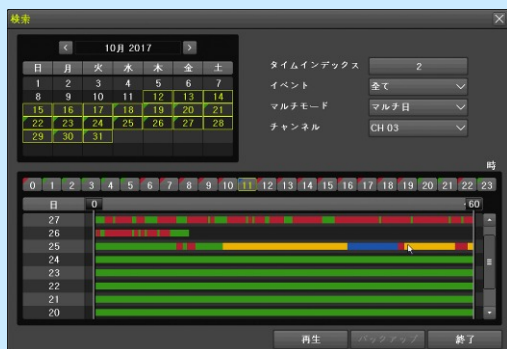 検索
10月 2017
日 月 火 水 木 金 土
1 2 3 4 5 6 7
8 9 10 11 12 13 14
15 16 17 18 19 20 21
22 23 24 25 26 27 28
29 30 31
タイムインデックス 2
イベント 全て
マルチモード マルチ日
チャンネル CH 03
時
0 1 2 3 4 5 6 7 8 9 10 11 12 13 14 15 16 17 18 19 20 21 22 23
日 0 60
27
26
25
24
23
22
21
20
再生 バックアップ 終了